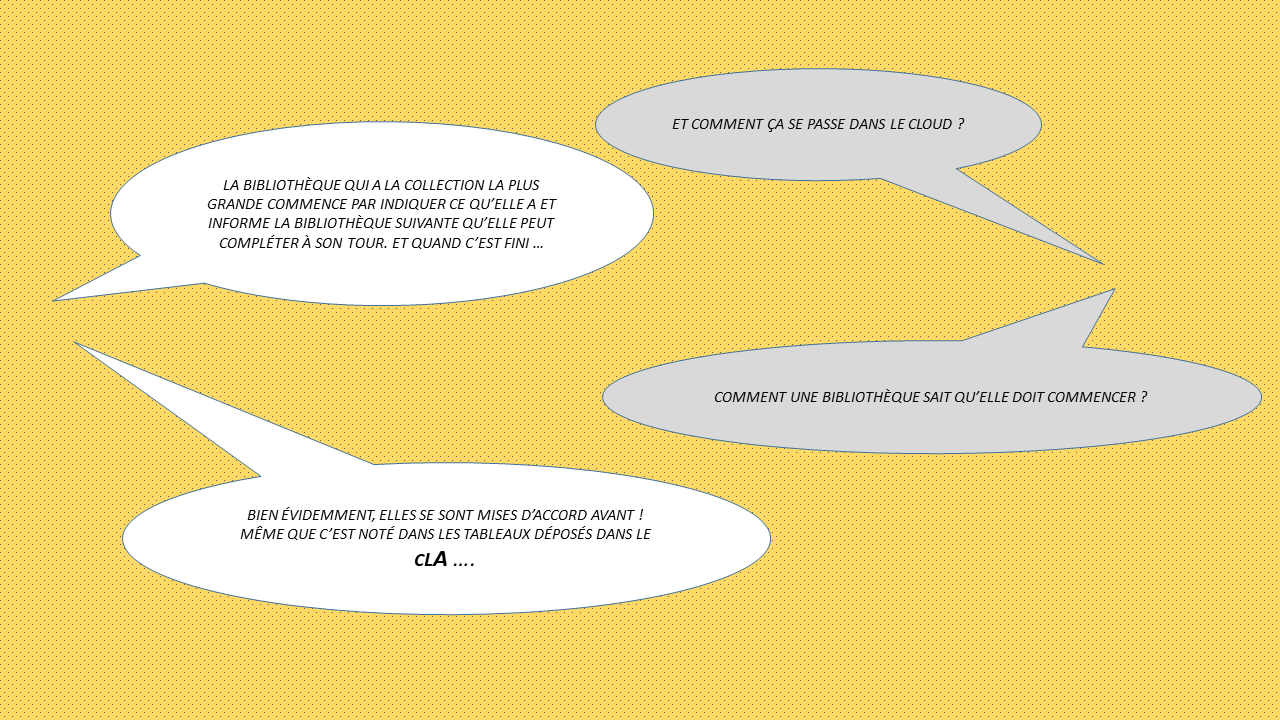 ET COMMENT ÇA SE PASSE DANS LE CLOUD ?
LA BIBLIOTHÈQUE QUI A LA COLLECTION LA PLUS
GRANDE COMMENCE PAR INDIQUER CE QU’ELLE A ET
INFORME LA BIBLIOTHÈQUE SUIVANTE QU’ELLE PEUT
COMPLÉTER À SON TOUR. ET QUAND C’EST FINI …
COMMENT UNE BIBLIOTHÈQUE SAIT QU’ELLE DOIT COMMENCER ?
BIEN ÉVIDEMMENT, ELLES SE SONT MISES D’ACCORD AVANT !
MÊME QUE C’EST NOTÉ DANS LES TABLEAUX DÉPOSÉS DANS LE
CLA ….